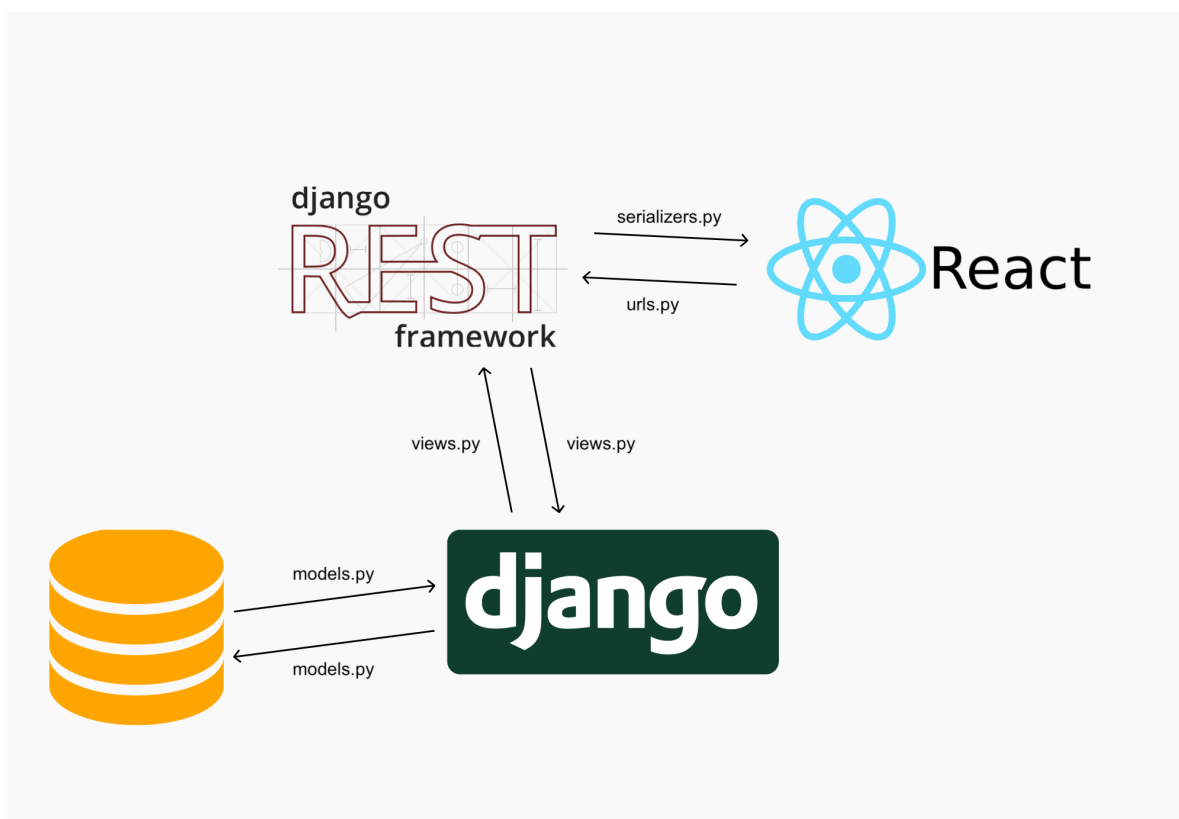 django
REST
framework
serializers.py
React
urls.py
views.py
views.py
models.py
django
models.py